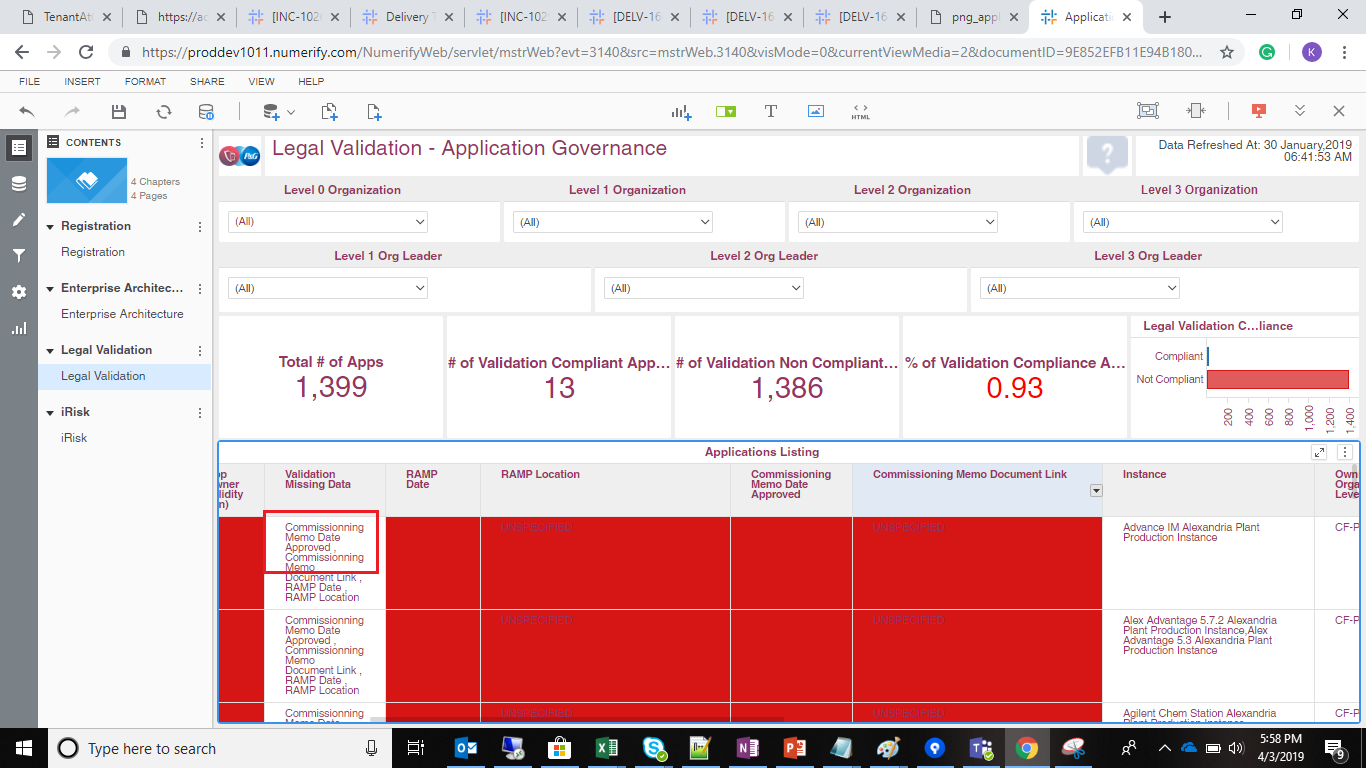 TenantAt
https://ac
[INC-102
Delivery T
[INC-102
[DELV-16
[DELV-16
[DELV-16
png_appl
Applicati
https://proddev1011.numerify.com/NumerifyWeb/servlet/mstrWeb?evt=3140&src=mstrWeb.3140&visMode=0&currentViewMedia=2&documentID=9E852EFB11E94B180...
K
FILE INSERT FORMAT SHARE VIEW HELP
HTML
CONTENTS
4 Chapters
4 Pages
Registration
Registration
Enterprise Architec...
Enterprise Architecture
Legal Validation
Legal Validation
iRisk
iRisk
P&G
Legal Validation - Application Governance
?
Data Refreshed At: 30 January,2019
06:41:53 AM
Level 0 Organization Level 1 Organization Level 2 Organization Level 3 Organization
(All) (All) (All) (All)
Level 1 Org Leader Level 2 Org Leader Level 3 Org Leader
(All) (All) (All)
Total # of Apps
1,399
# of Validation Compliant App...
13
# of Validation Non Compliant...
1,386
% of Validation Compliance A...
0.93
Legal Validation C...liance
Compliant
Not Compliant
200 400 600 800 1,000 1,200 1,400
Applications Listing
pp
wner
lidity
n)
Validation
Missing Data
RAMP
Date
RAMP Location
Commissioning
Memo Date
Approved
Commissioning Memo Document Link
Instance
Own
Orga
Leve
Commissionning
Memo Date
Approved ,
Commissionning
Memo
Document Link ,
RAMP Date ,
RAMP Location
UNSPECIFIED
UNSPECIFIED
Advance IM Alexandria Plant
Production Instance
CF-P
Commissionning
Memo Date
Approved ,
Commissionning
Memo
Document Link ,
RAMP Date ,
RAMP Location
UNSPECIFIED
UNSPECIFIED
Alex Advantage 5.7.2 Alexandria
Plant Production Instance,Alex
Advantage 5.3 Alexandria Plant
Production Instance
CF-P
Commissionning
Memo Date
UNSPECIFIED
UNSPECIFIED
Agilent Chem Station Alexandria
Plant Production Instance
CF-P
Type here to search
5:58 PM
4/3/2019
9